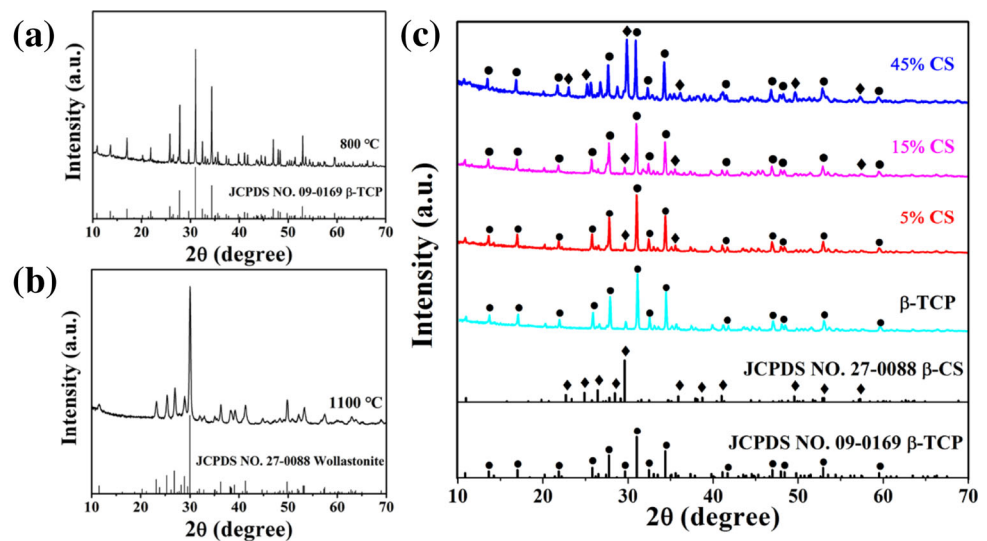 (a)
Intensity (a.u.)
800 °C
JCPDS NO. 09-0169 β-TCP
10 20 30 40 50 60 70
2θ (degree)
(b)
Intensity (a.u.)
1100 °C
JCPDS NO. 27-0088 Wollastonite
10 20 30 40 50 60 70
2θ (degree)
(c)
Intensity (a.u.)
45% CS
15% CS
5% CS
β-TCP
JCPDS NO. 27-0088 β-CS
JCPDS NO. 09-0169 β-TCP
10 20 30 40 50 60 70
2θ (degree)